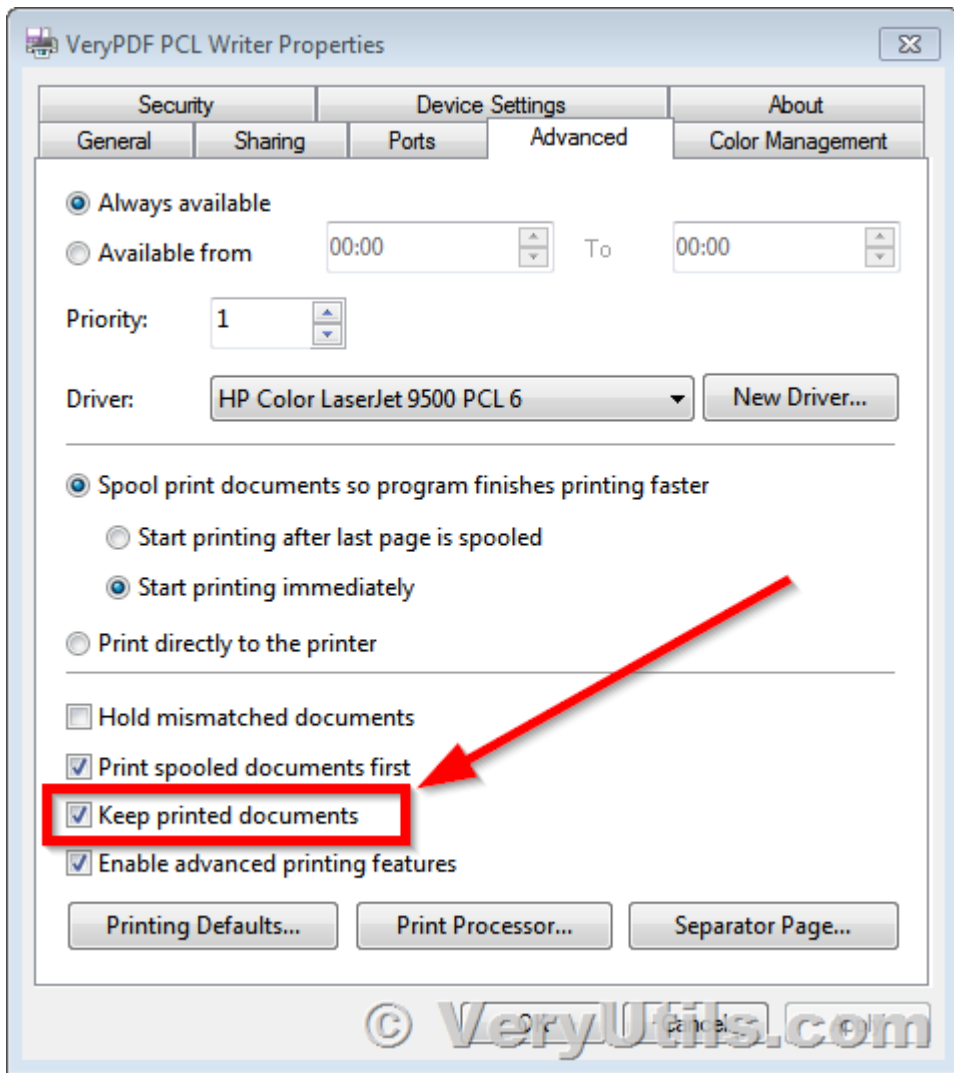 VeryPDF PCL Writer Properties
Security Device Settings About
General Sharing Ports Advanced Color Management
Always available
Available from 00:00 To 00:00
Priority: 1
Driver: HP Color LaserJet 9500 PCL 6 New Driver...
Spool print documents so program finishes printing faster
Start printing after last page is spooled
Start printing immediately
Print directly to the printer
Hold mismatched documents
Print spooled documents first
Keep printed documents
Enable advanced printing features
Printing Defaults... Print Processor... Separator Page...
OK Cancel Apply
© VeryUtils.com